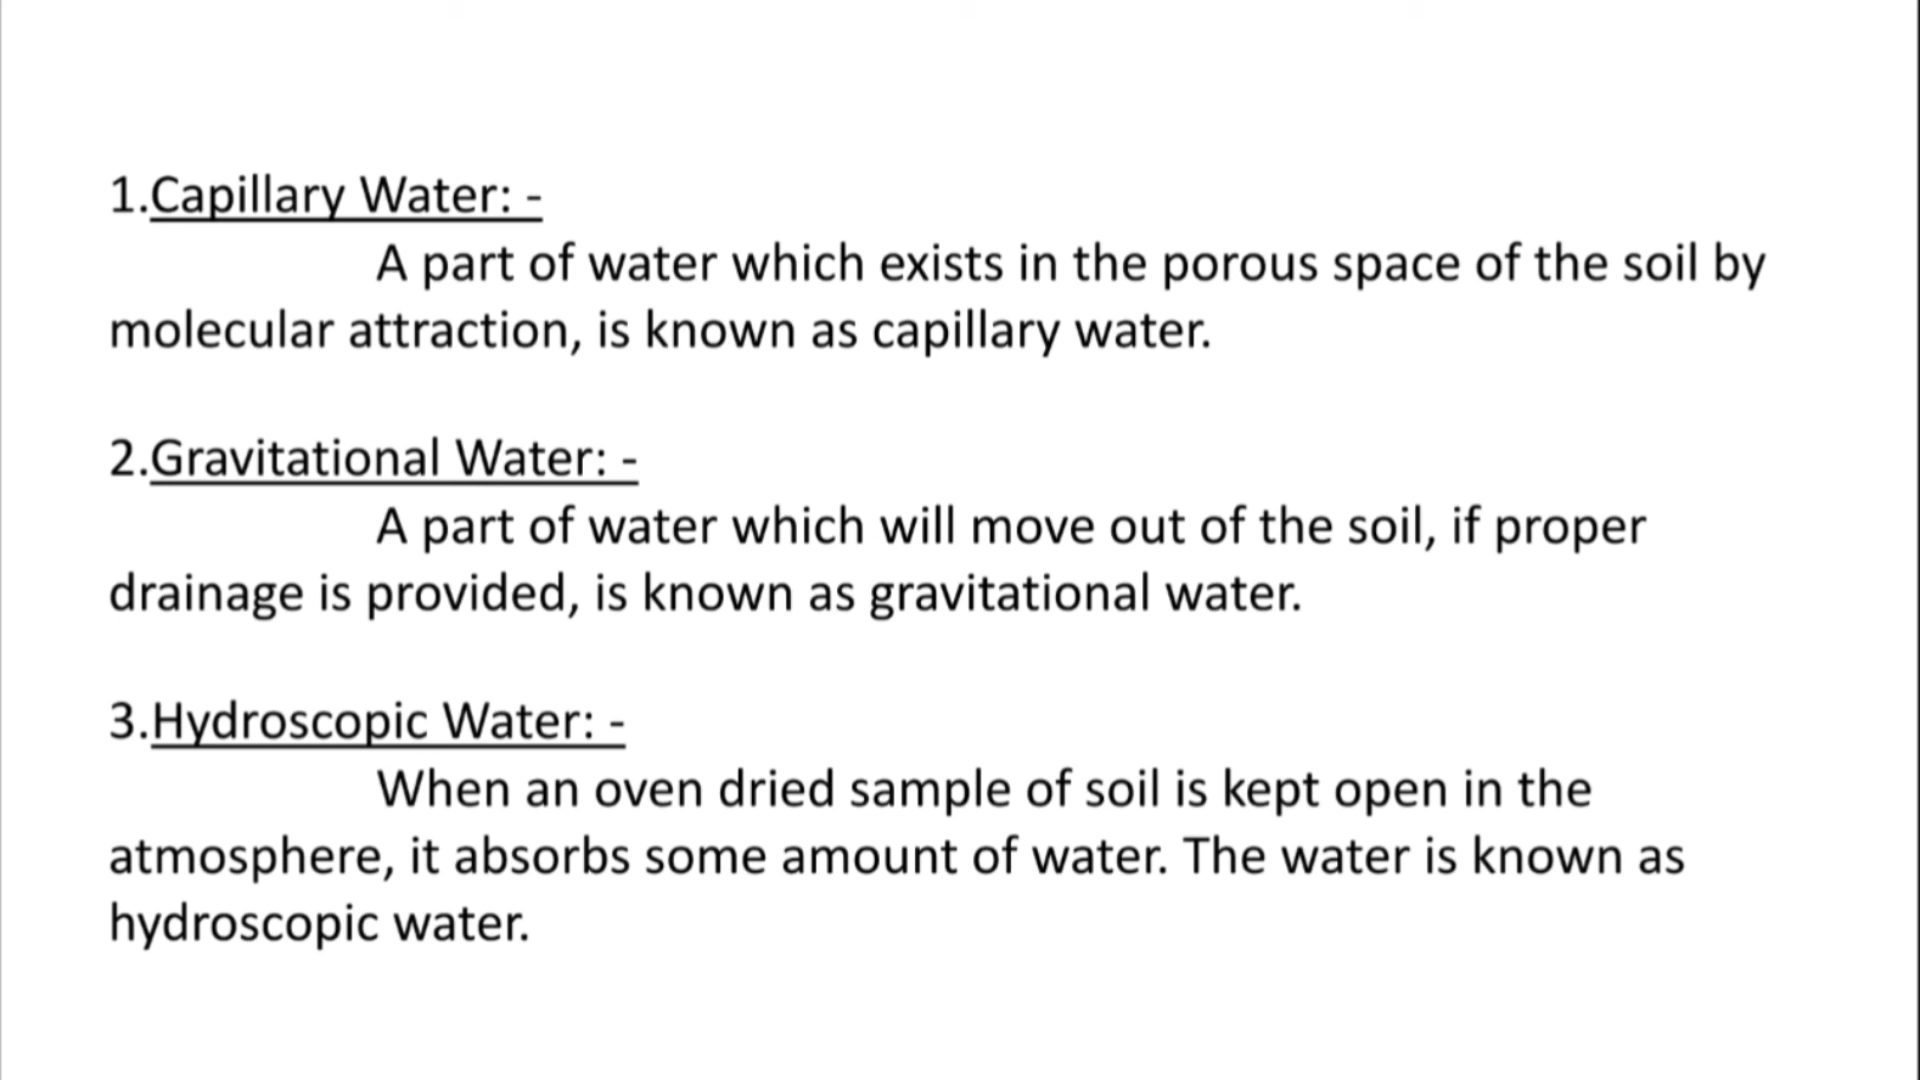 1.Capillary Water: -
A part of water which exists in the porous space of the soil by
molecular attraction, is known as capillary water.
2.Gravitational Water: -
A part of water which will move out of the soil, if proper
drainage is provided, is known as gravitational water.
3.Hydroscopic Water: -
When an oven dried sample of soil is kept open in the
atmosphere, it absorbs some amount of water. The water is known as
hydroscopic water.